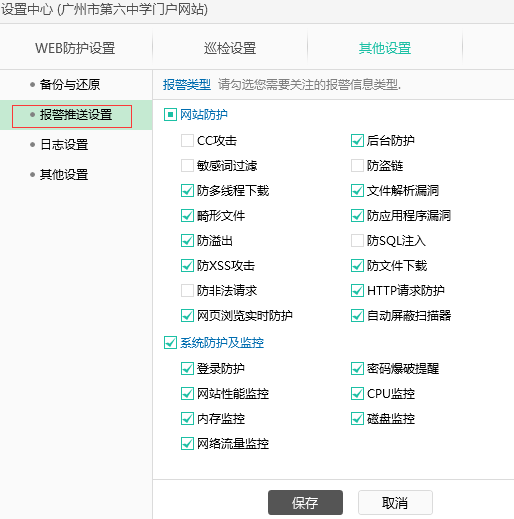 设置中心 (广州市第六中学门户网站)
WEB防护设置 巡检设置 其他设置
备份与还原
报警推送设置
日志设置
其他设置
报警类型 请勾选您需要关注的报警信息类型.
网站防护
CC攻击 后台防护
敏感词过滤 防盗链
防多线程下载 文件解析漏洞
畸形文件 防应用程序漏洞
防溢出 防SQL注入
防XSS攻击 防文件下载
防非法请求 HTTP请求防护
网页浏览实时防护 自动屏蔽扫描器
系统防护及监控
登录防护 密码爆破提醒
网站性能监控 CPU监控
内存监控 磁盘监控
网络流量监控
保存 取消